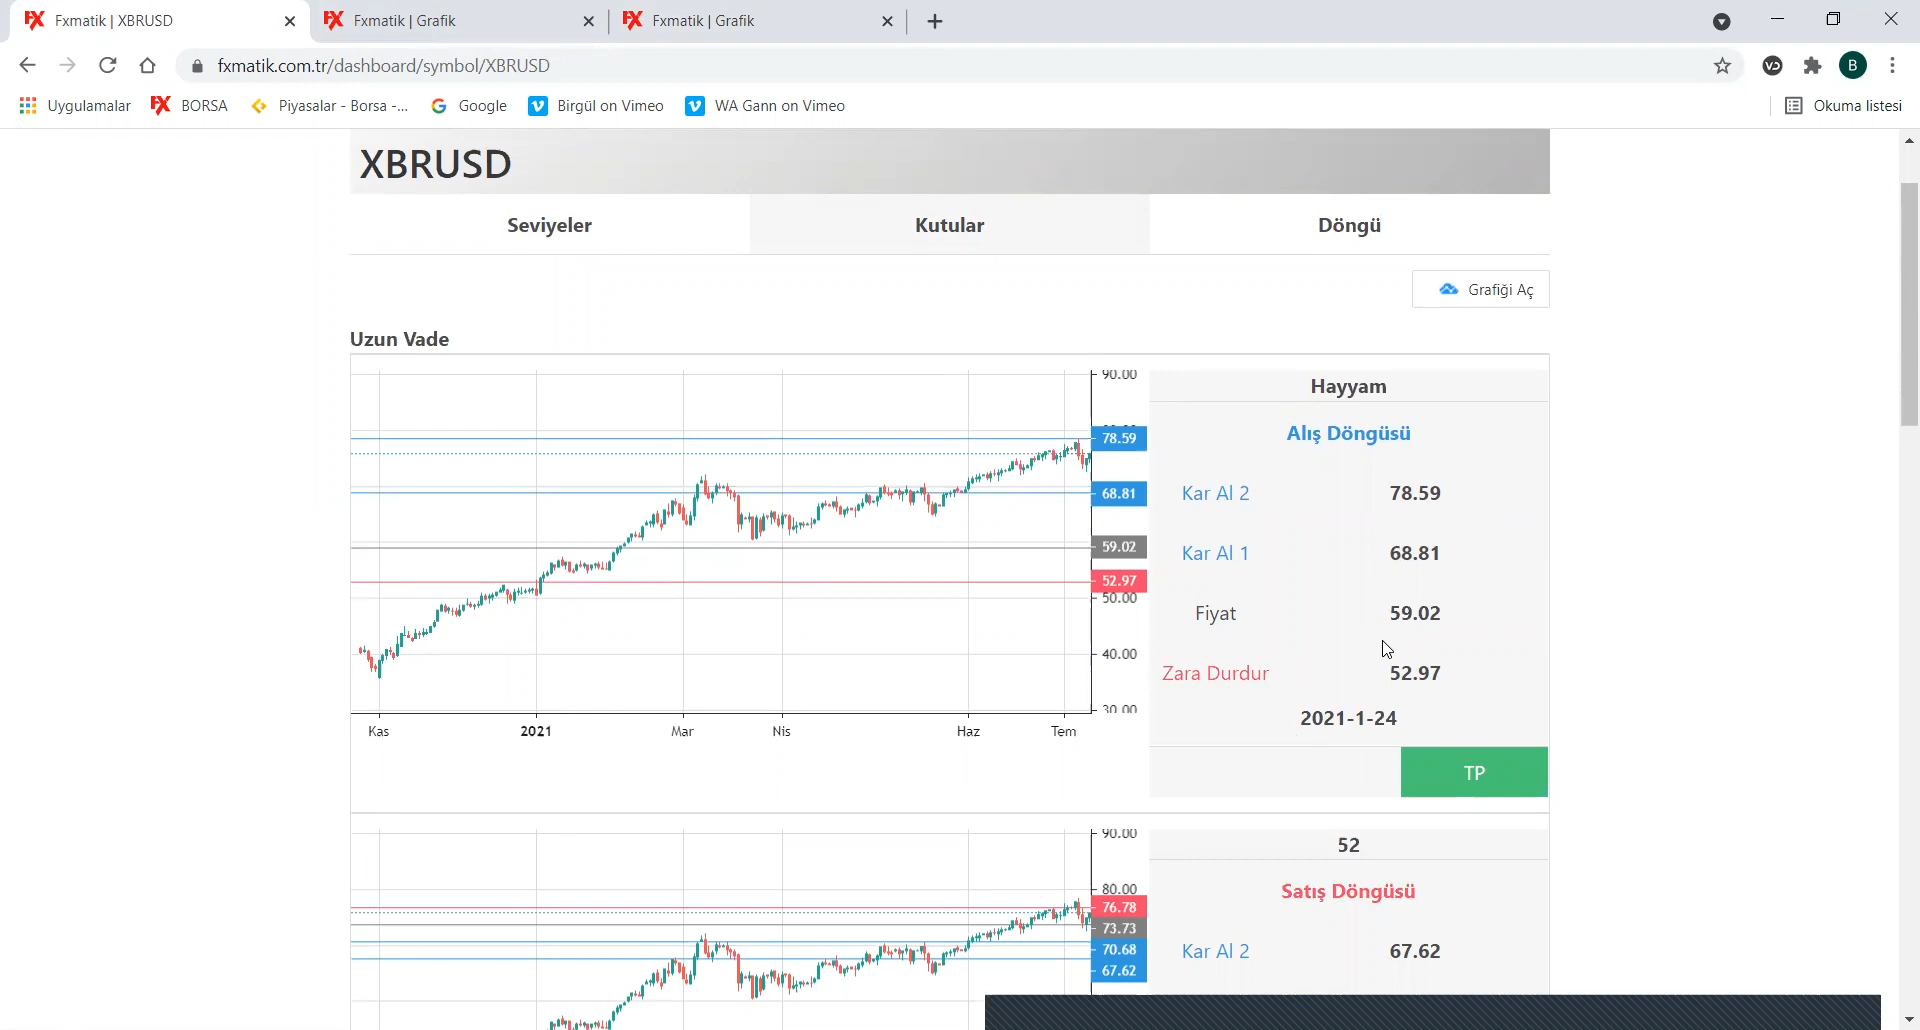 Fxmatik | XBRUSD
Fxmatik | Grafik
Fxmatik | Grafik
fxmatik.com.tr/dashboard/symbol/XBRUSD
B
Uygulamalar
BORSA
Piyasalar - Borsa -...
Google
Birgül on Vimeo
WA Gann on Vimeo
Okuma listesi
XBRUSD
Seviyeler
Kutular
Döngü
Grafiği Aç
Uzun Vade
90.00
78.59
68.81
59.02
52.97
50.00
40.00
30.00
Kas
2021
Mar
Nis
Haz
Tem
Hayyam
Alış Döngüsü
Kar Al 2 78.59
Kar Al 1 68.81
Fiyat 59.02
Zara Durdur 52.97
2021-1-24
TP
90.00
80.00
76.78
73.73
70.68
67.62
52
Satış Döngüsü
Kar Al 2 67.62